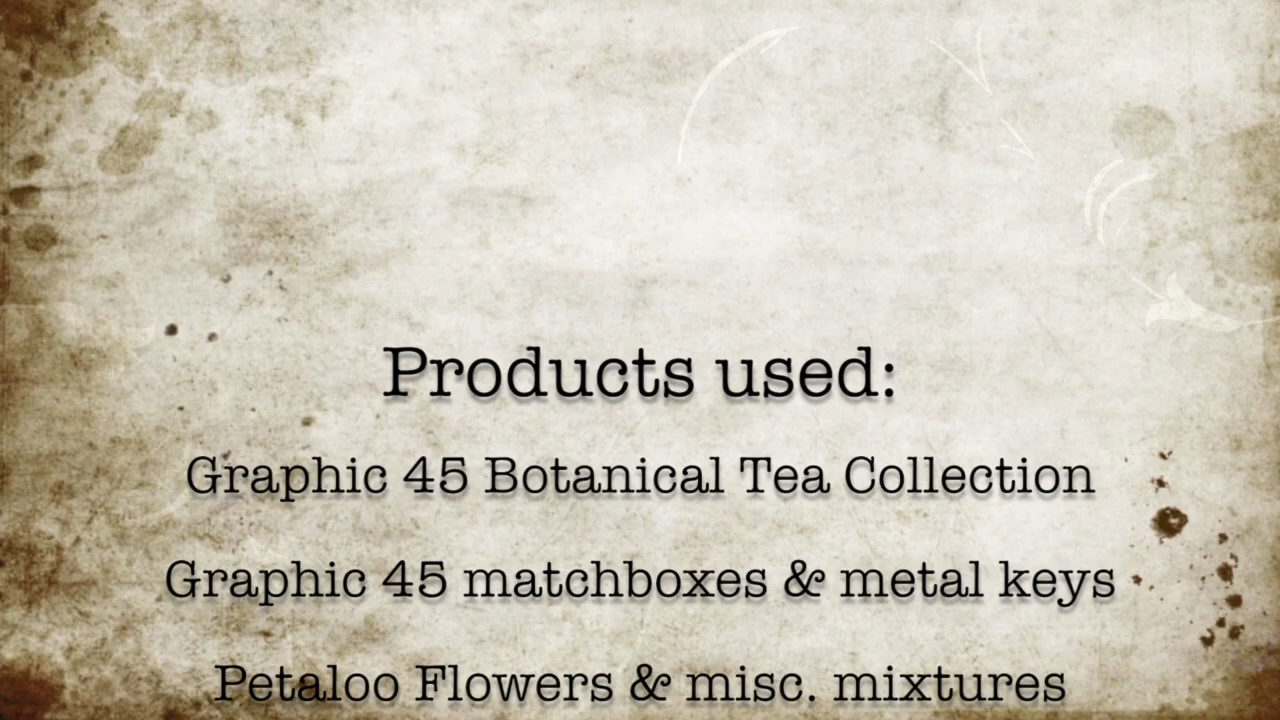 Products used:
Graphic 45 Botanical Tea Collection
Graphic 45 matchboxes & metal keys
Petaloo Flowers & misc. mixtures